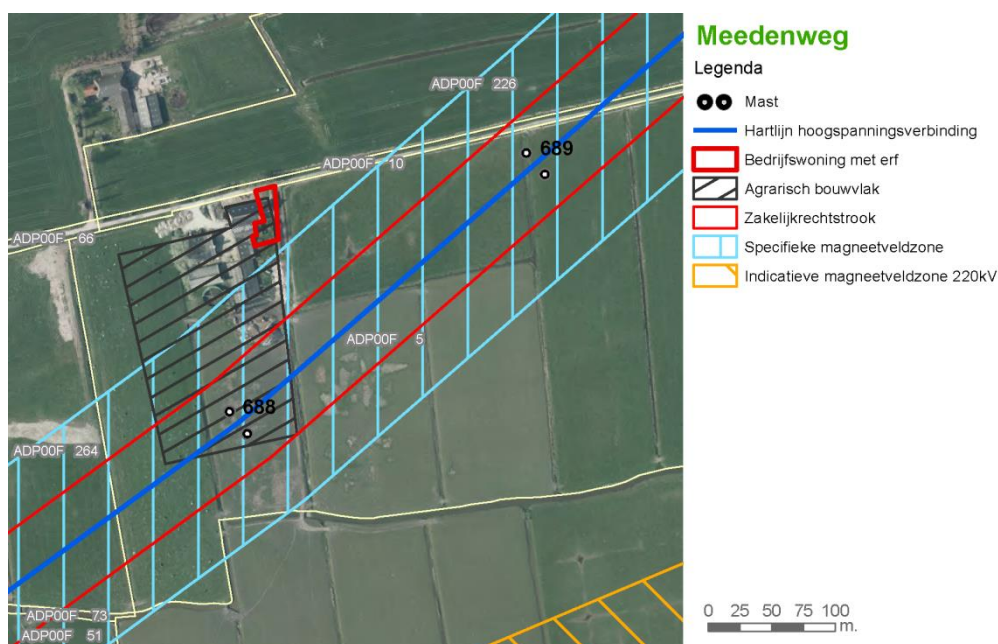 Meedenweg
Legenda
Mast
Hartlijn hoogspanningsverbinding
Bedrijfswoning met erf
Agrarisch bouwvlak
Zakelijkrechtstrook
Specifieke magneetveldzone
Indicatieve magneetveldzone 220kV
ADP00F 226
689
ADP00F 10
ADP00F 66
ADP00F 5
688
ADP00F 264
ADP00F 73
ADP00F 51
0 25 50 75 100
m.